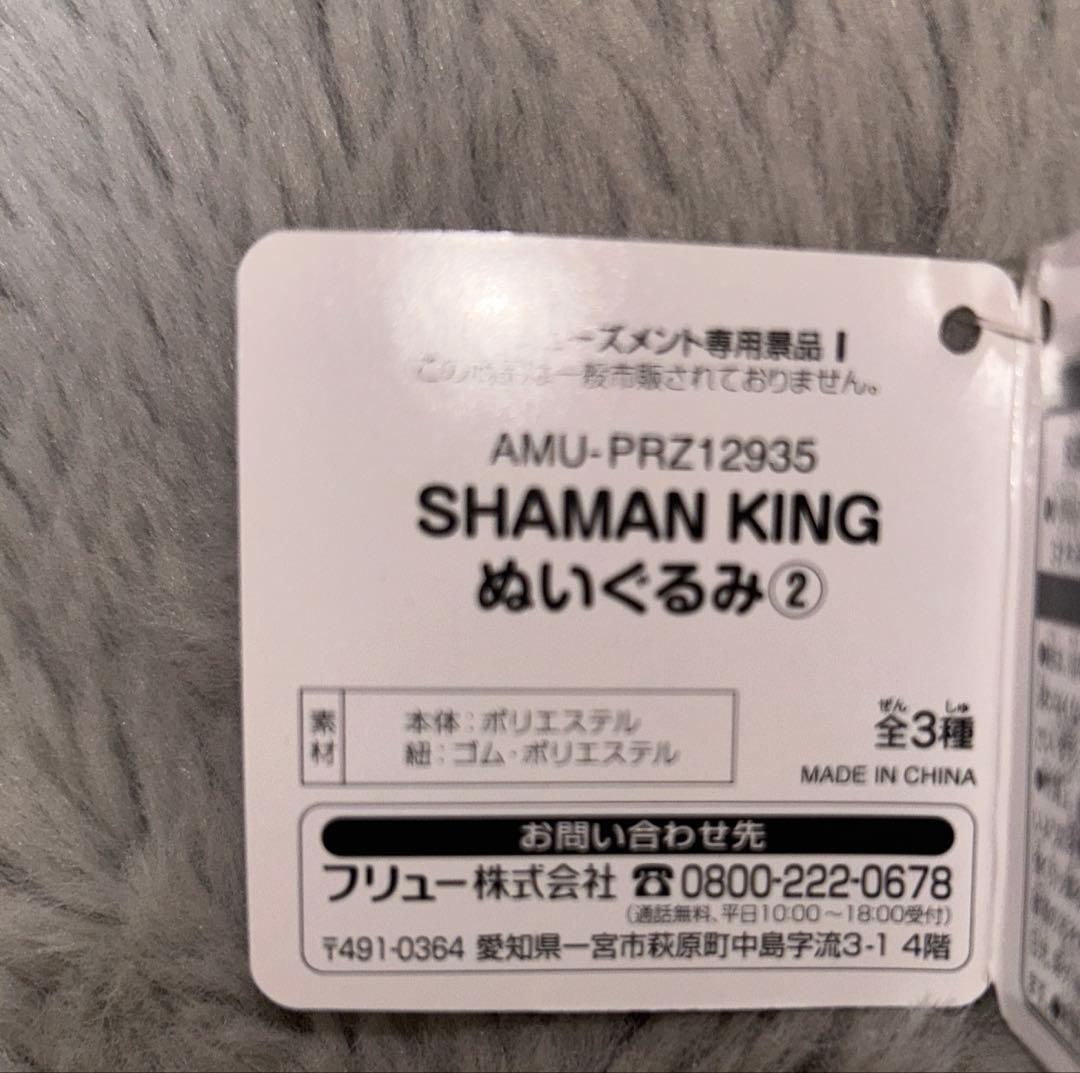 ーズメント専用景品 I
この
は一般市販されておりません。
AMU-PRZ12935
SHAMAN KING
ぬいぐるみ②
素材
本体：ポリエステル
紐：ゴム・ポリエステル
ぜん しゅ
全3種
MADE IN CHINA
お問い合わせ先
フリュー株式会社 ☎0800-222-0678
(通話無料、平日10:00～18:00受付)
〒491-0364 愛知県一宮市萩原町中島字流3-1 4階